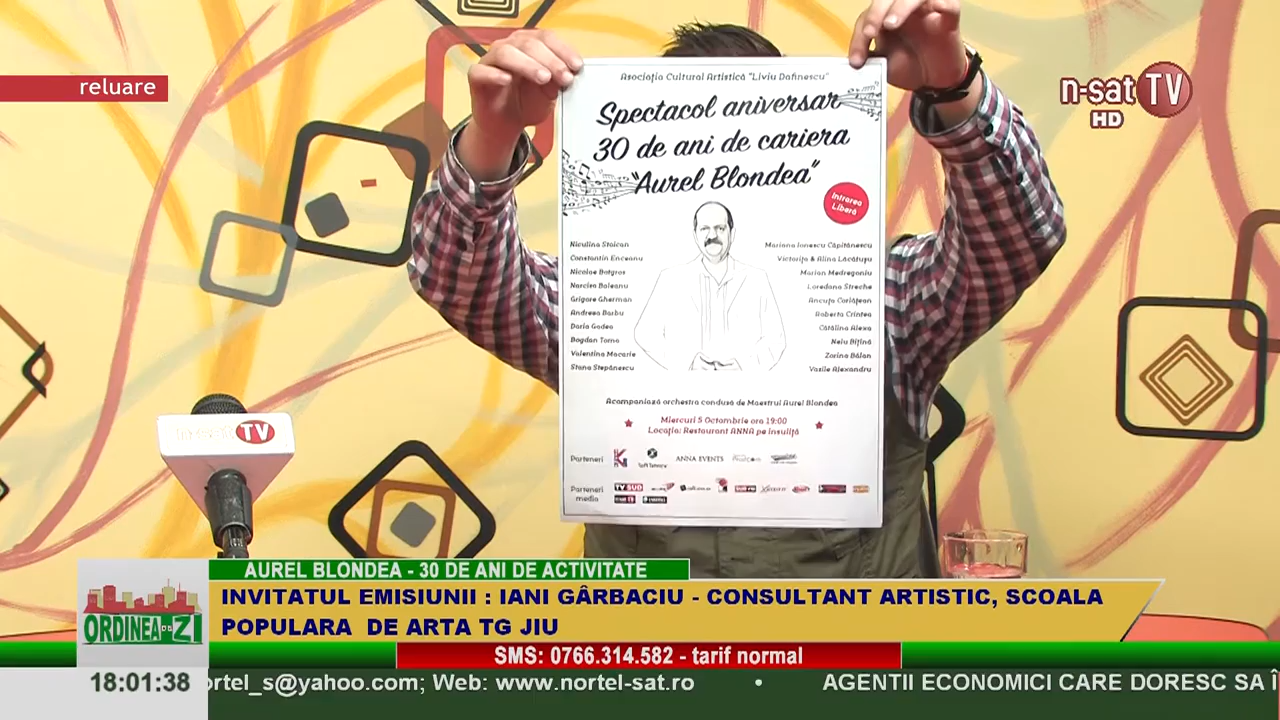 reluare
n-sat TV
HD
Asociația Cultural Artistică "Liviu Dafinescu"
Spectacol aniversar
30 de ani de cariera
"Aurel Blondea"
Intrarea
Liberă
Niculina Stoican
Constantin Enceanu
Nicolae Botgros
Narcisa Baleanu
Grigore Gherman
Andreea Barbu
Daria Godea
Bogdan Toma
Valentina Macarie
Stana Stepănescu
Mariana Ionescu Căpitănescu
Victorița & Alina Lăcătușu
Marian Medregoniu
Loredana Streche
Ancuța Corlățan
Roberta Crintea
Cătălina Alexa
Nelu Bițină
Zorina Bălan
Vasile Alexandru
Acompaniază orchestra condusă de Maestrul Aurel Blondea
Miercuri 5 Octombrie ora 19:00
Locația: Restaurant ANNA pe insuliță
Parteneri
ANNA EVENTS
Parteneri
media
TV SUD
TV
AUREL BLONDEA - 30 DE ANI DE ACTIVITATE
INVITATUL EMISIUNII : IANI GÂRBACIU - CONSULTANT ARTISTIC, SCOALA
POPULARA DE ARTA TG JIU
ORDINEA DE ZI
SMS: 0766.314.582 - tarif normal
18:01:38
ortel_s@yahoo.com; Web: www.nortel-sat.ro • AGENTII ECONOMICI CARE DORESC SA Î